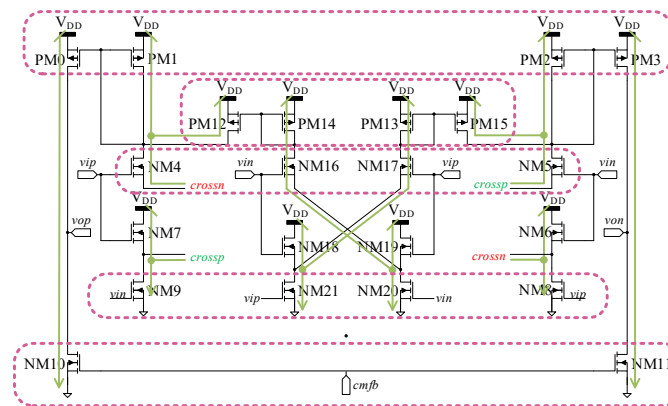 VDD VDD VDD VDD
PM0 PM1 PM2 PM3
VDD VDD VDD VDD
PM12 PM14 PM13 PM15
vip NM4 vin NM16 NM17 vip NM5 vin
crossn crossp
VDD VDD VDD VDD
vop NM7 NM18 NM19 NM6 von
crossp crossn
vin NM9 vip NM21 NM20 vin NM8 vip
NM10 NM11
cmfb